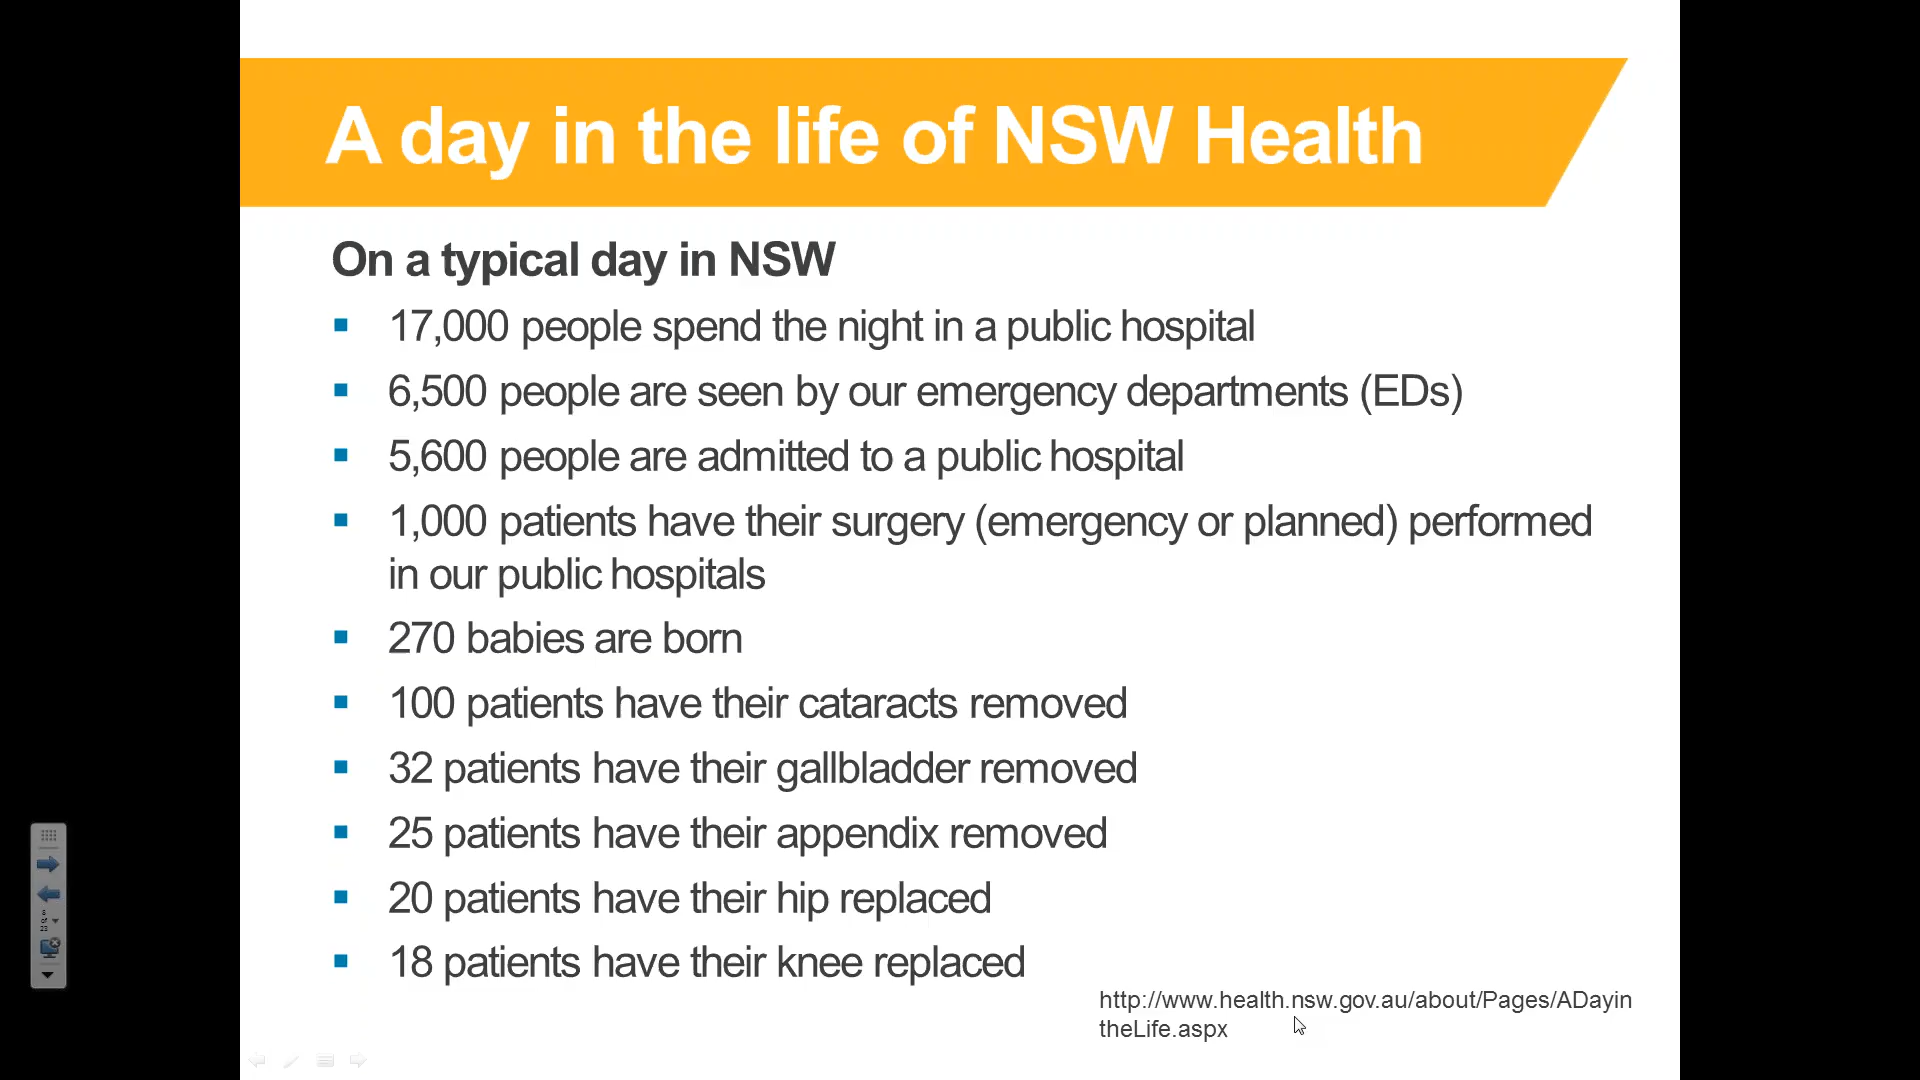 A day in the life of NSW Health
On a typical day in NSW
▪ 17,000 people spend the night in a public hospital
▪ 6,500 people are seen by our emergency departments (EDs)
▪ 5,600 people are admitted to a public hospital
▪ 1,000 patients have their surgery (emergency or planned) performed
in our public hospitals
▪ 270 babies are born
▪ 100 patients have their cataracts removed
▪ 32 patients have their gallbladder removed
▪ 25 patients have their appendix removed
▪ 20 patients have their hip replaced
▪ 18 patients have their knee replaced
http://www.health.nsw.gov.au/about/Pages/ADayin
theLife.aspx
8
of
23